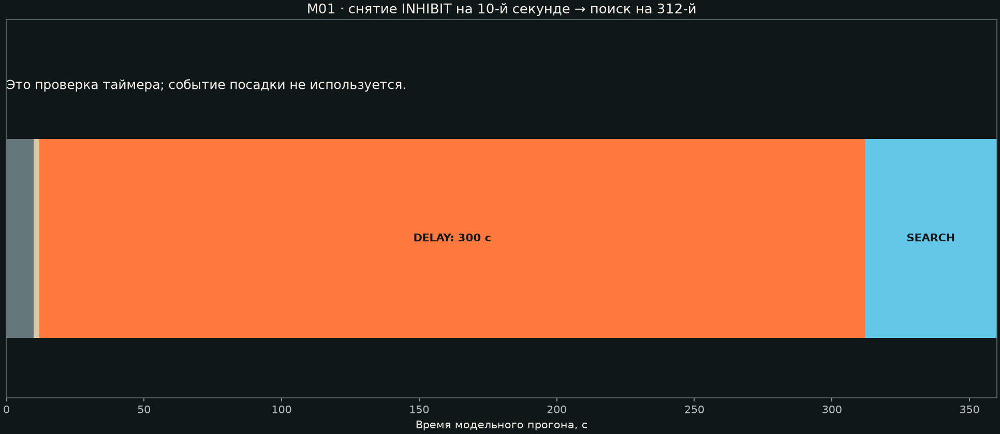 M01 · снятие INHIBIT на 10-й секунде → поиск на 312-й
Это проверка таймера; событие посадки не используется.
DELAY: 300 с
SEARCH
0 50 100 150 200 250 300 350
Время модельного прогона, с